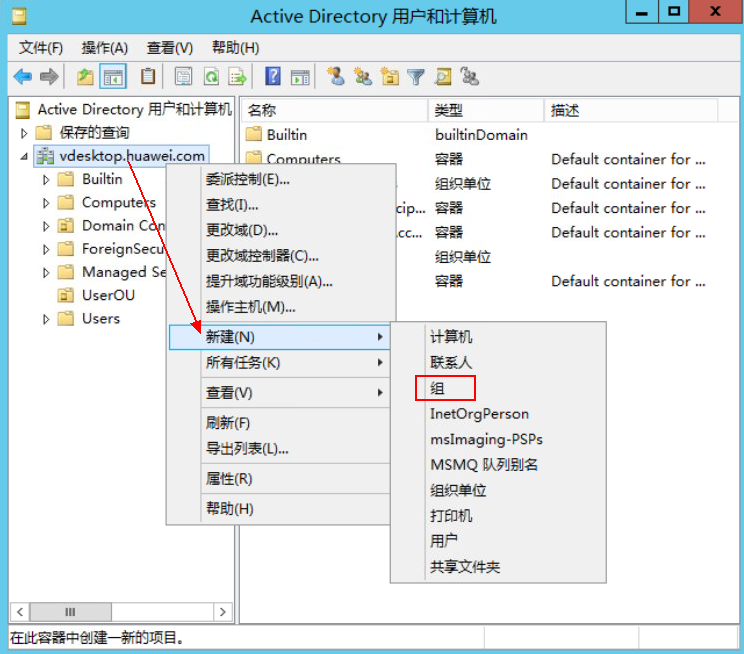 Active Directory 用户和计算机
文件(F) 操作(A) 查看(V) 帮助(H)
Active Directory 用户和计算机
保存的查询
vdesktop.huawei.com
Builtin
Computers
Domain Con
ForeignSecu
Managed Se
UserOU
Users
名称 类型 描述
Builtin builtinDomain
Computers 容器 Default container for ...
组织单位
cip... 容器 Default container for ...
.cc... 容器 Default container for ...
组织单位
容器 Default container for ...
委派控制(E)...
查找(I)...
更改域(D)...
更改域控制器(C)...
提升域功能级别(A)...
操作主机(M)...
新建(N)
所有任务(K)
查看(V)
刷新(F)
导出列表(L)...
属性(R)
帮助(H)
计算机
联系人
组
InetOrgPerson
msImaging-PSPs
MSMQ 队列别名
组织单位
打印机
用户
共享文件夹
在此容器中创建一新的项目。